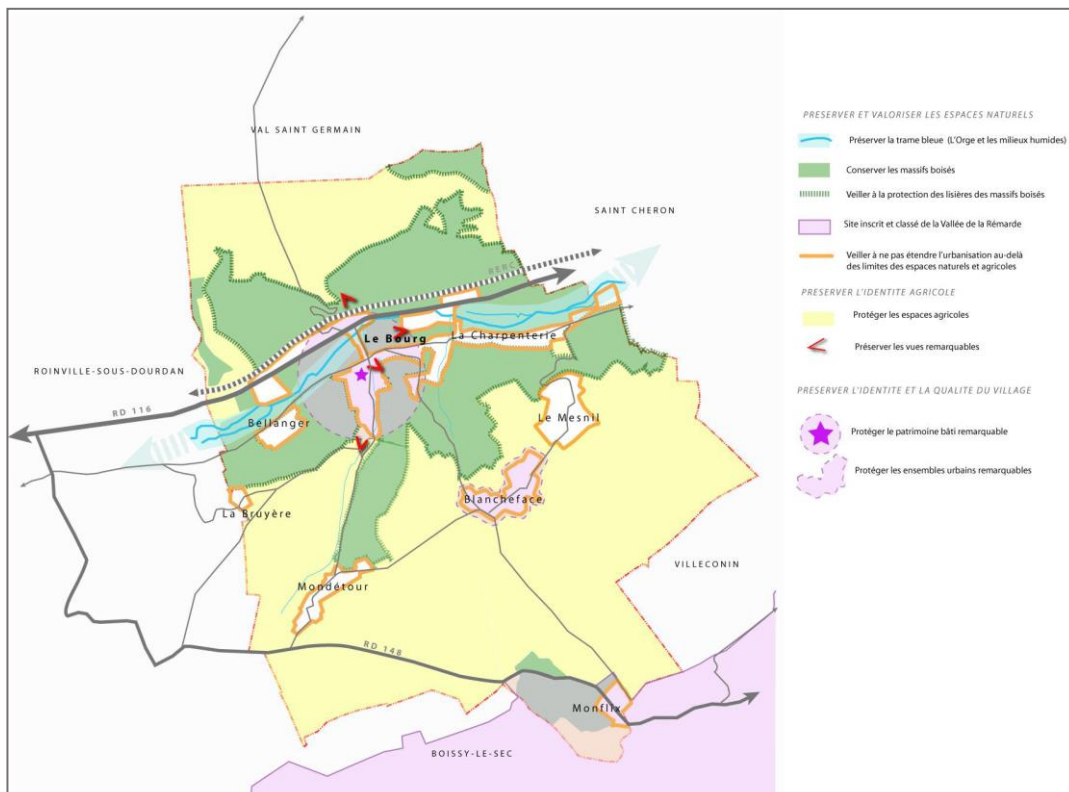 VAL SAINT GERMAIN
SAINT CHERON
RERC
Le Bourg
La Charpenterie
ROINVILLE-SOUS-DOURDAN
RD 116
Bellanger
Le Mesnil
La Bruyère
Blancheface
Mondétour
VILLECONIN
RD 148
Monflix
BOISSY-LE-SEC
PRESERVER ET VALORISER LES ESPACES NATURELS
Préserver la trame bleue (L'Orge et les milieux humides)
Conserver les massifs boisés
Veiller à la protection des lisières des massifs boisés
Site inscrit et classé de la Vallée de la Rémarde
Veiller à ne pas étendre l'urbanisation au-delà
des limites des espaces naturels et agricoles
PRESERVER L'IDENTITE AGRICOLE
Protéger les espaces agricoles
Préserver les vues remarquables
PRESERVER L'IDENTITE ET LA QUALITE DU VILLAGE
Protéger le patrimoine bâti remarquable
Protéger les ensembles urbains remarquables